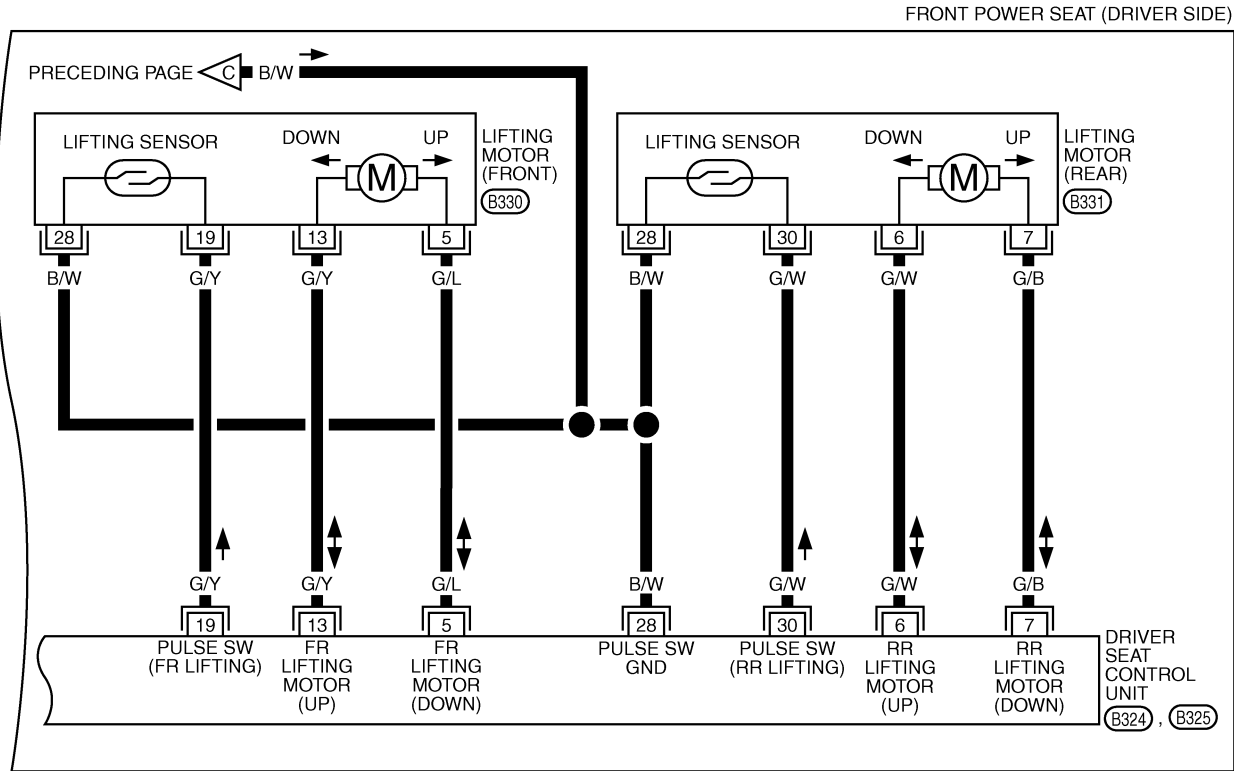 FRONT POWER SEAT (DRIVER SIDE)
PRECEDING PAGE C B/W
LIFTING SENSOR DOWN UP
M
LIFTING
MOTOR
(FRONT)
B330
LIFTING SENSOR DOWN UP
M
LIFTING
MOTOR
(REAR)
B331
28 19 13 5 28 30 6 7
B/W G/Y G/Y G/L B/W G/W G/W G/B
G/Y G/Y G/L B/W G/W G/W G/B
19 13 5 28 30 6 7
PULSE SW
(FR LIFTING)
FR
LIFTING
MOTOR
(UP)
FR
LIFTING
MOTOR
(DOWN)
PULSE SW
GND
PULSE SW
(RR LIFTING)
RR
LIFTING
MOTOR
(UP)
RR
LIFTING
MOTOR
(DOWN)
DRIVER
SEAT
CONTROL
UNIT
B324 , B325